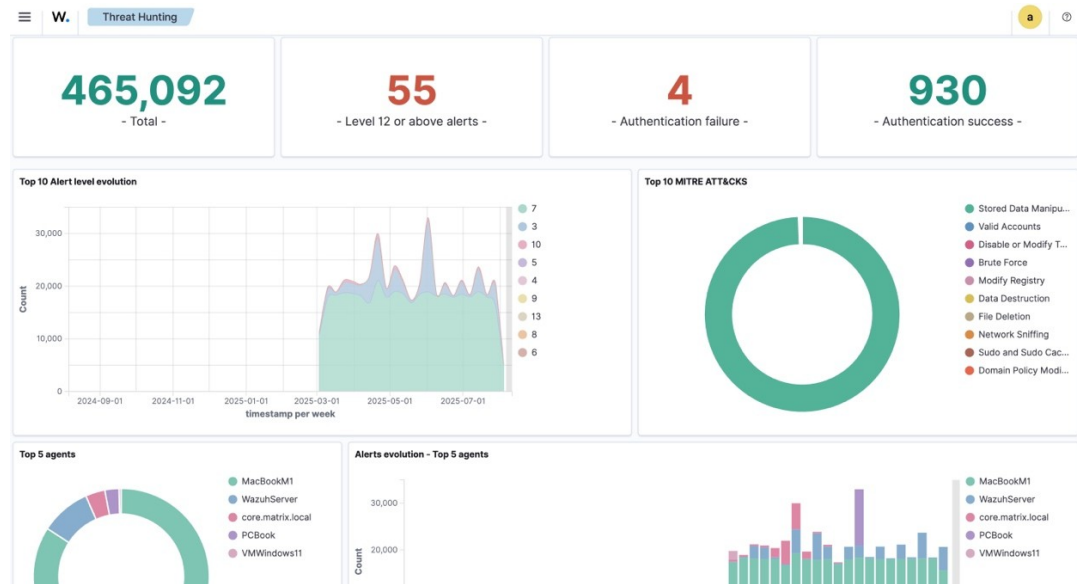 W. Threat Hunting a
465,092
- Total -
55
- Level 12 or above alerts -
4
- Authentication failure -
930
- Authentication success -
Top 10 Alert level evolution
Count
30,000
20,000
10,000
0
2024-09-01 2024-11-01 2025-01-01 2025-03-01 2025-05-01 2025-07-01
timestamp per week
7
3
10
5
4
9
13
8
6
Top 10 MITRE ATT&CKS
Stored Data Manipu...
Valid Accounts
Disable or Modify T...
Brute Force
Modify Registry
Data Destruction
File Deletion
Network Sniffing
Sudo and Sudo Cac...
Domain Policy Modi...
Top 5 agents
MacBookM1
WazuhServer
core.matrix.local
PCBook
VMWindows11
Alerts evolution - Top 5 agents
Count
30,000
20,000
MacBookM1
WazuhServer
core.matrix.local
PCBook
VMWindows11